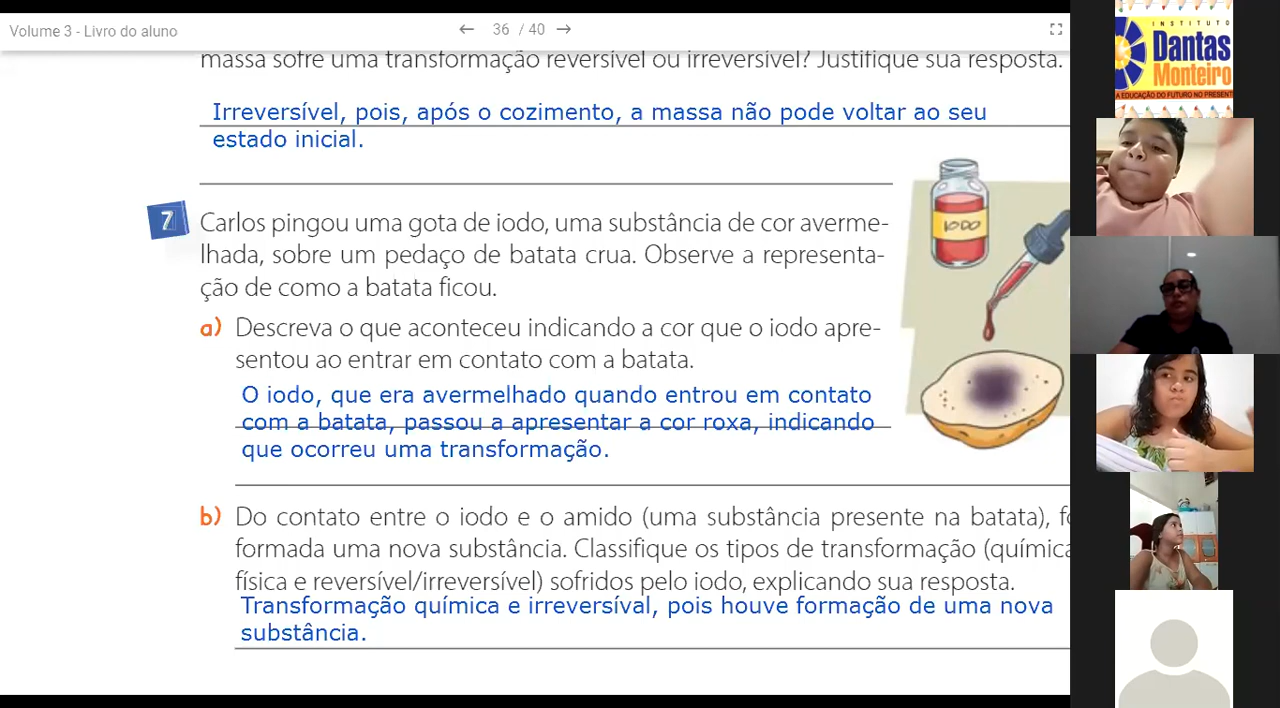 Volume 3 - Livro do aluno
← 36 / 40 →
massa sofre uma transformação reversível ou irreversível? Justifique sua resposta.
Irreversível, pois, após o cozimento, a massa não pode voltar ao seu
estado inicial.
7
Carlos pingou uma gota de iodo, uma substância de cor averme-
lhada, sobre um pedaço de batata crua. Observe a representa-
ção de como a batata ficou.
IODO
a) Descreva o que aconteceu indicando a cor que o iodo apre-
sentou ao entrar em contato com a batata.
O iodo, que era avermelhado quando entrou em contato
com a batata, passou a apresentar a cor roxa, indicando
que ocorreu uma transformação.
b) Do contato entre o iodo e o amido (uma substância presente na batata),
formada uma nova substância. Classifique os tipos de transformação (química
física e reversível/irreversível) sofridos pelo iodo, explicando sua resposta.
Transformação química e irreversíval, pois houve formação de uma nova
substância.
INSTITUTO
Dantas
Monteiro
A EDUCAÇÃO DO FUTURO NO PRESENT